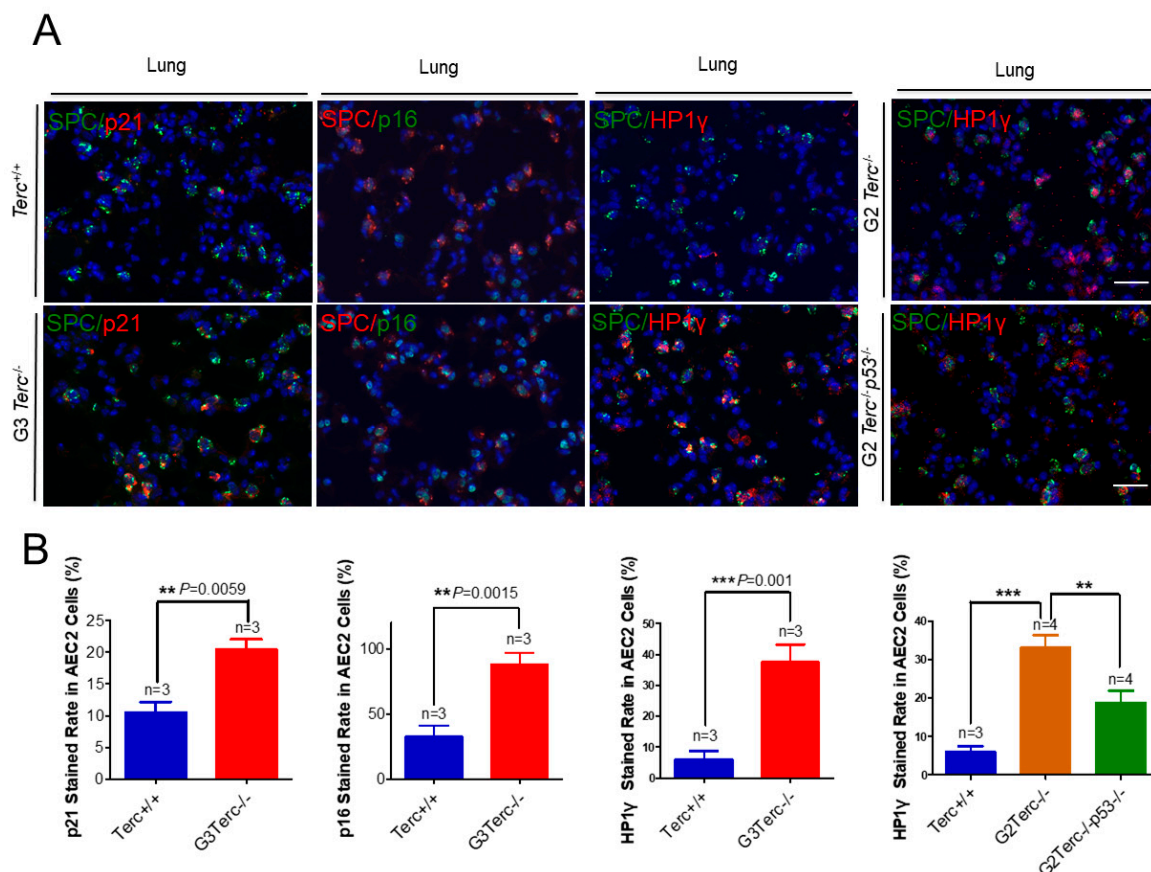 A
Lung
Lung
Lung
Lung
Terc+/+
SPC/p21
SPC/p16
SPC/HP1γ
G2 Terc-/-
SPC/HP1γ
G3 Terc-/-
SPC/p21
SPC/p16
SPC/HP1γ
G2 Terc-/-p53-/-
SPC/HP1γ
B
p21 Stained Rate in AEC2 Cells (%)
** P=0.0059
25
20
15
10
5
0
n=3
n=3
Terc+/+
G3Terc-/-
p16 Stained Rate in AEC2 Cells (%)
** P=0.0015
100
50
0
n=3
n=3
Terc+/+
G3Terc-/-
HP1γ Stained Rate in AEC2 Cells (%)
*** P=0.001
50
40
30
20
10
0
n=3
n=3
Terc+/+
G3Terc-/-
HP1γ Stained Rate in AEC2 Cells (%)
***
**
40
30
20
10
0
n=3
n=4
n=4
Terc+/+
G2Terc-/-
G2Terc-/-p53-/-